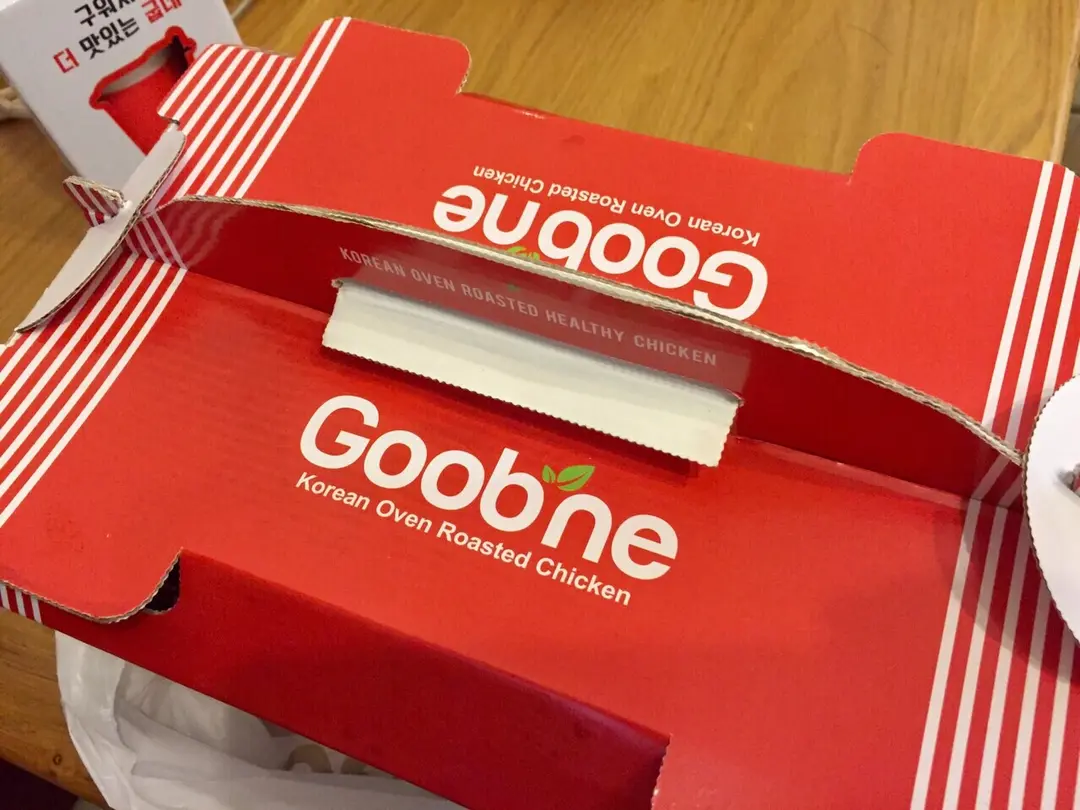 구워서
더 맛있는 굽네
Korean Oven Roasted Chicken
Goobne
KOREAN OVEN ROASTED HEALTHY CHICKEN
Goobne
Korean Oven Roasted Chicken